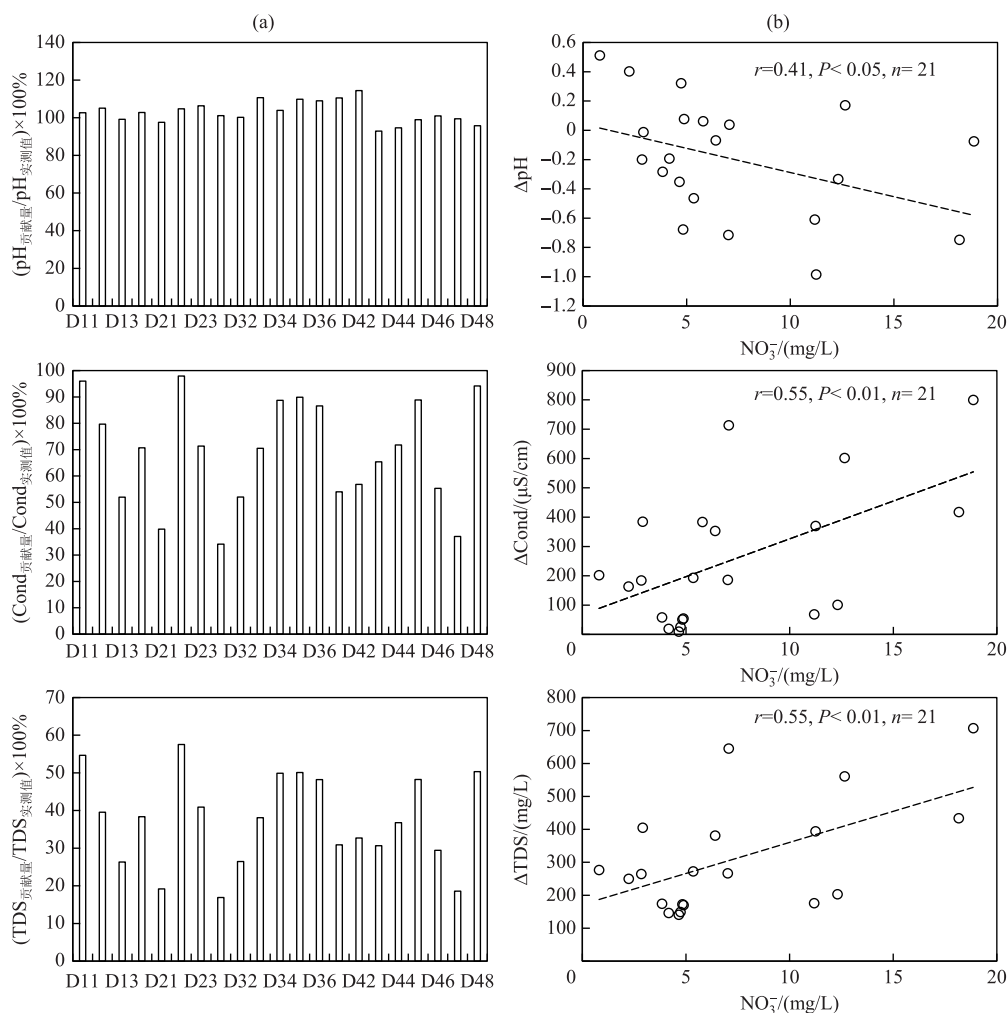 (a)
(pH贡献量/pH实测值)×100%
140
120
100
80
60
40
20
0
D11 D13 D21 D23 D32 D34 D36 D42 D44 D46 D48
(b)
ΔpH
0.6
0.4
0.2
0
−0.2
−0.4
−0.6
−0.8
−1.0
−1.2
r=0.41, P< 0.05, n= 21
0 5 10 15 20
NO₃⁻/(mg/L)
(Cond贡献量/Cond实测值)×100%
100
90
80
70
60
50
40
30
20
10
0
D11 D13 D21 D23 D32 D34 D36 D42 D44 D46 D48
ΔCond/(μS/cm)
900
800
700
600
500
400
300
200
100
r=0.55, P< 0.01, n= 21
0 5 10 15 20
NO₃⁻/(mg/L)
(TDS贡献量/TDS实测值)×100%
70
60
50
40
30
20
10
0
D11 D13 D21 D23 D32 D34 D36 D42 D44 D46 D48
ΔTDS/(mg/L)
800
700
600
500
400
300
200
100
r=0.55, P< 0.01, n= 21
0 5 10 15 20
NO₃⁻/(mg/L)